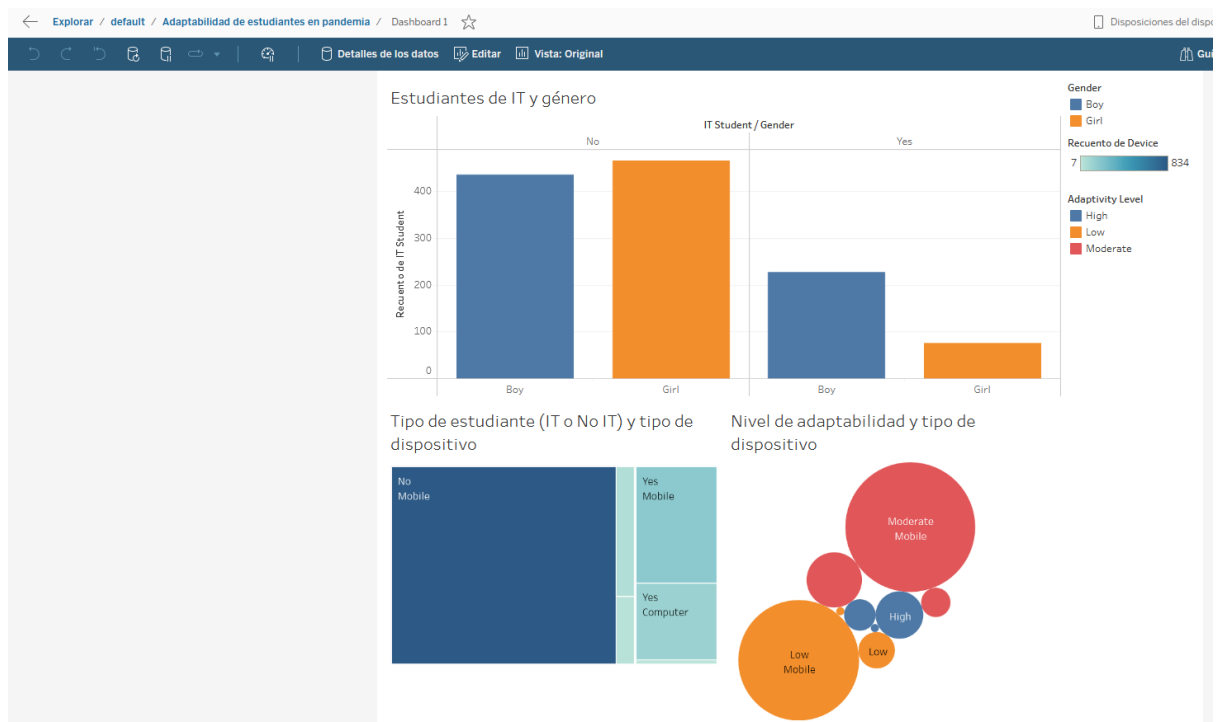 Explorar / default / Adaptabilidad de estudiantes en pandemia / Dashboard 1
Disposiciones del dispo
Detalles de los datos Editar Vista: Original
Gui
Estudiantes de IT y género
IT Student / Gender
No Yes
Recuento de IT Student
400
300
200
100
0
Boy Girl Boy Girl
Gender
Boy
Girl
Recuento de Device
7 834
Adaptivity Level
High
Low
Moderate
Tipo de estudiante (IT o No IT) y tipo de
dispositivo
No
Mobile
Yes
Mobile
Yes
Computer
Nivel de adaptabilidad y tipo de
dispositivo
Moderate
Mobile
High
Low
Low
Mobile